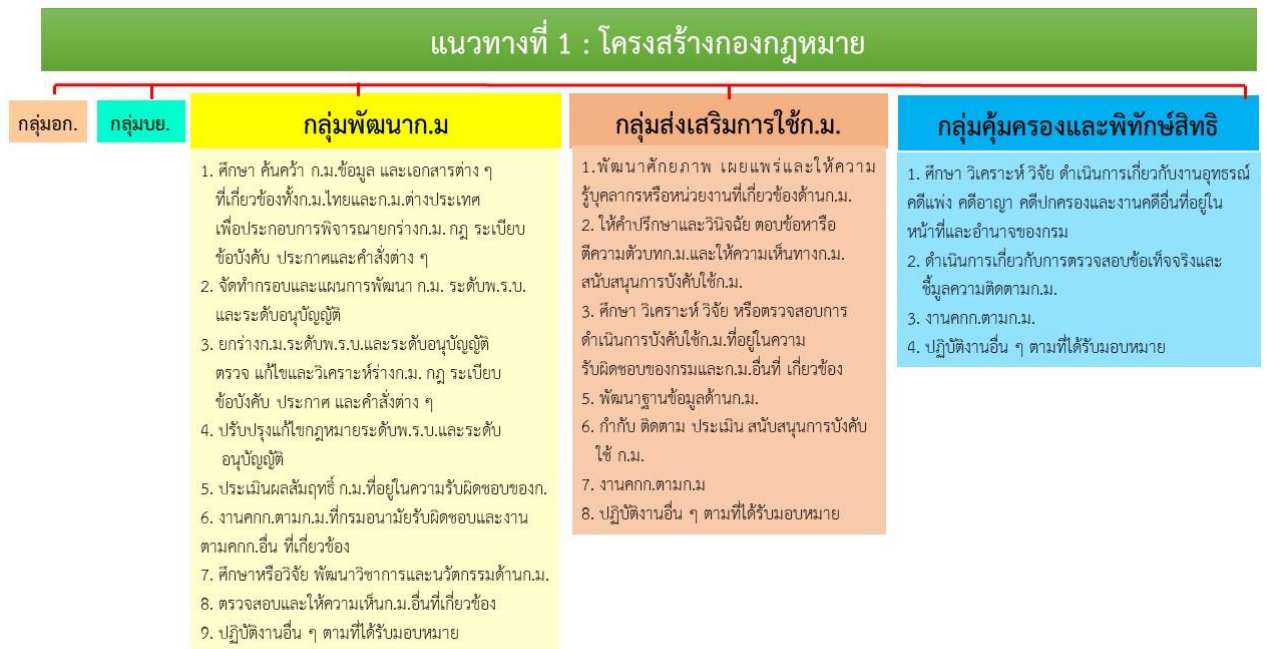 แนวทางที่ 1 : โครงสร้างกองกฎหมาย
กลุ่มอก.
กลุ่มบย.
กลุ่มพัฒนาก.ม
1. ศึกษา ค้นคว้า ก.ม.ข้อมูล และเอกสารต่าง ๆ
ที่เกี่ยวข้องทั้งก.ม.ไทยและก.ม.ต่างประเทศ
เพื่อประกอบการพิจารณายกร่างก.ม. กฎ ระเบียบ
ข้อบังคับ ประกาศและคำสั่งต่าง ๆ
2. จัดทำกรอบและแผนการพัฒนา ก.ม. ระดับพ.ร.บ.
และระดับอนุบัญญัติ
3. ยกร่างก.ม.ระดับพ.ร.บ.และระดับอนุบัญญัติ
ตรวจ แก้ไขและวิเคราะห์ร่างก.ม. กฎ ระเบียบ
ข้อบังคับ ประกาศ และคำสั่งต่าง ๆ
4. ปรับปรุงแก้ไขกฎหมายระดับพ.ร.บ.และระดับ
อนุบัญญัติ
5. ประเมินผลสัมฤทธิ์ ก.ม.ที่อยู่ในความรับผิดชอบของก.
6. งานคกก.ตามก.ม.ที่กรมอนามัยรับผิดชอบและงาน
ตามคกก.อื่น ที่เกี่ยวข้อง
7. ศึกษาหรือวิจัย พัฒนาวิชาการและนวัตกรรมด้านก.ม.
8. ตรวจสอบและให้ความเห็นก.ม.อื่นที่เกี่ยวข้อง
9. ปฏิบัติงานอื่น ๆ ตามที่ได้รับมอบหมาย
กลุ่มส่งเสริมการใช้ก.ม.
1.พัฒนาศักยภาพ เผยแพร่และให้ความ
รู้บุคลากรหรือหน่วยงานที่เกี่ยวข้องด้านก.ม.
2. ให้คำปรึกษาและวินิจฉัย ตอบข้อหารือ
ตีความตัวบทก.ม.และให้ความเห็นทางก.ม.
สนับสนุนการบังคับใช้ก.ม.
3. ศึกษา วิเคราะห์ วิจัย หรือตรวจสอบการ
ดำเนินการบังคับใช้ก.ม.ที่อยู่ในความ
รับผิดชอบของกรมและก.ม.อื่นที่ เกี่ยวข้อง
5. พัฒนาฐานข้อมูลด้านก.ม.
6. กำกับ ติดตาม ประเมิน สนับสนุนการบังคับ
ใช้ ก.ม.
7. งานคกก.ตามก.ม
8. ปฏิบัติงานอื่น ๆ ตามที่ได้รับมอบหมาย
กลุ่มคุ้มครองและพิทักษ์สิทธิ
1. ศึกษา วิเคราะห์ วิจัย ดำเนินการเกี่ยวกับงานอุทธรณ์
คดีแพ่ง คดีอาญา คดีปกครองและงานคดีอื่นที่อยู่ใน
หน้าที่และอำนาจของกรม
2. ดำเนินการเกี่ยวกับการตรวจสอบข้อเท็จจริงและ
ชี้มูลความติดตามก.ม.
3. งานคกก.ตามก.ม.
4. ปฏิบัติงานอื่น ๆ ตามที่ได้รับมอบหมาย